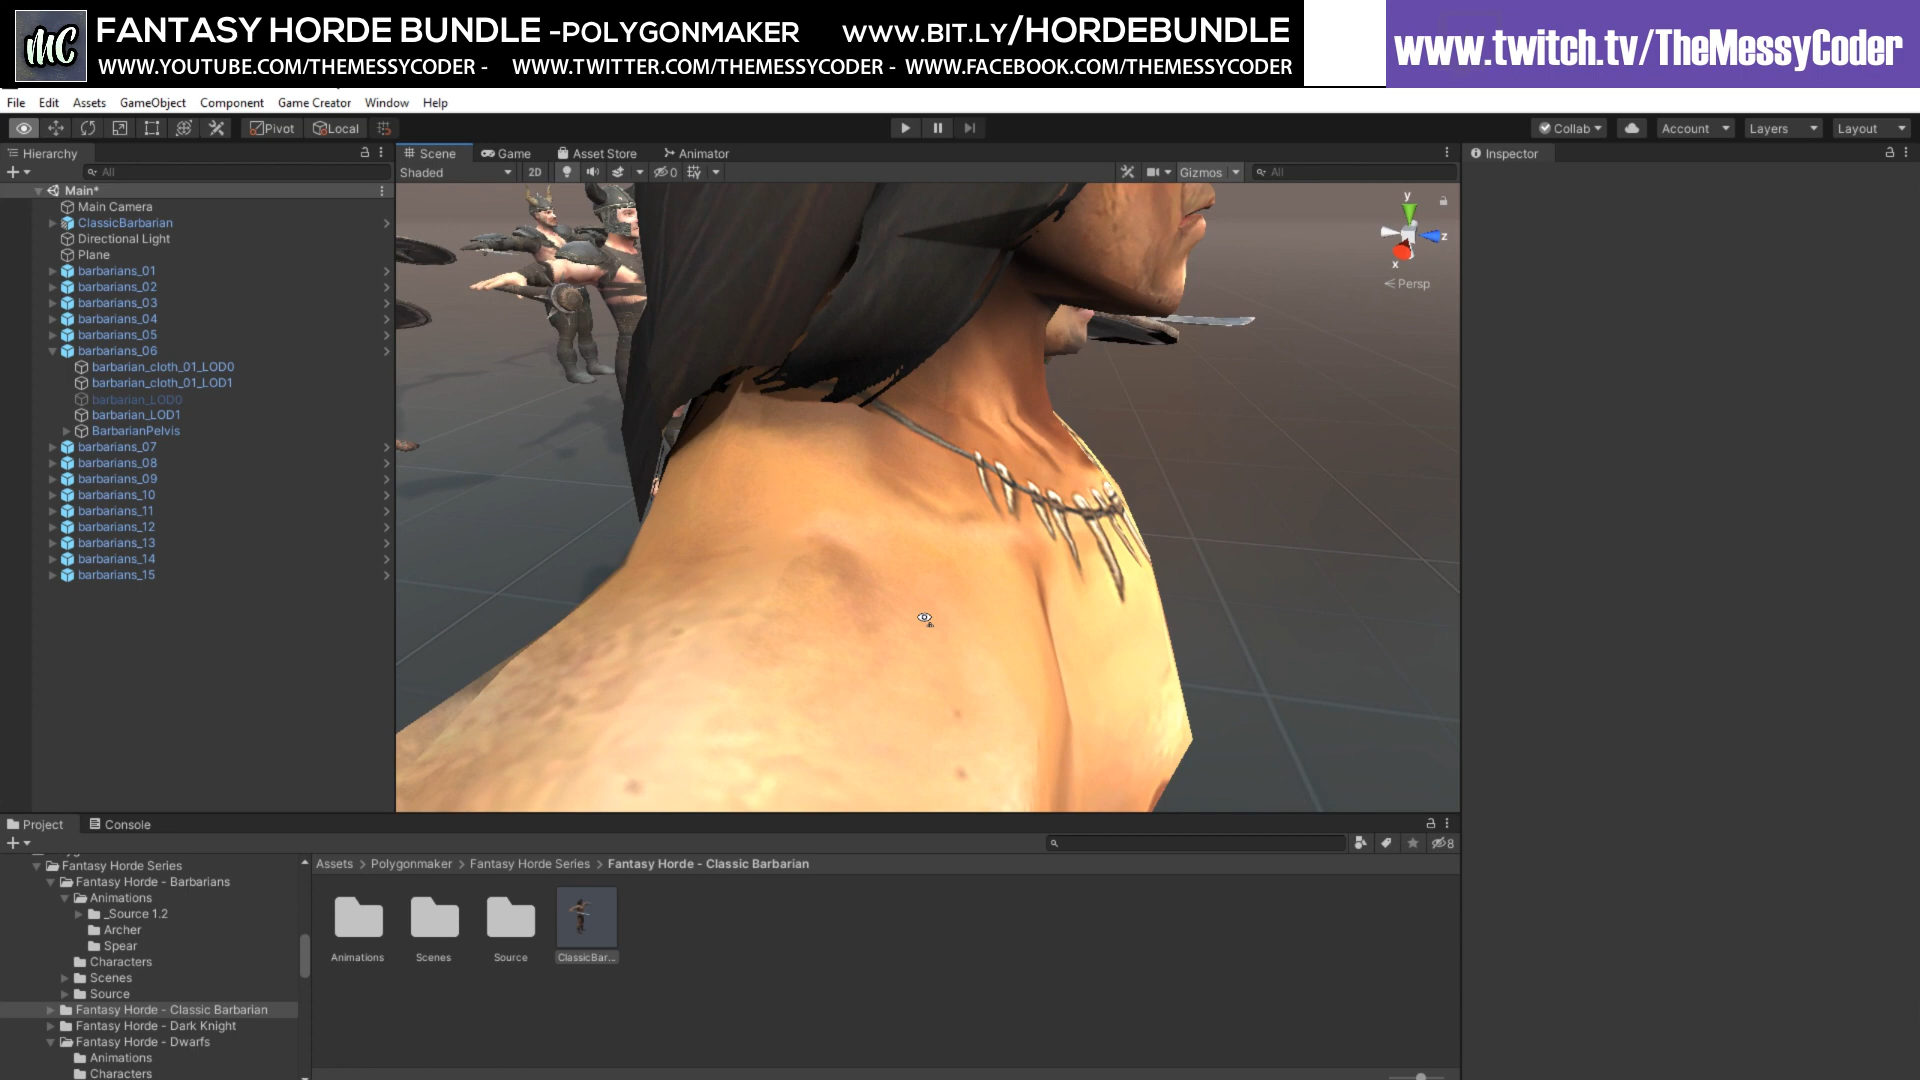 MC
FANTASY HORDE BUNDLE -POLYGONMAKER WWW.BIT.LY/HORDEBUNDLE
WWW.YOUTUBE.COM/THEMESSYCODER - WWW.TWITTER.COM/THEMESSYCODER - WWW.FACEBOOK.COM/THEMESSYCODER
www.twitch.tv/TheMessyCoder
File Edit Assets GameObject Component Game Creator Window Help
Pivot Local Collab Account Layers Layout
Hierarchy Scene Game Asset Store Animator Inspector
All Shaded 2D 0 Gizmos All
Main*
Main Camera
ClassicBarbarian
Directional Light
Plane
barbarians_01
barbarians_02
barbarians_03
barbarians_04
barbarians_05
barbarians_06
barbarian_cloth_01_LOD0
barbarian_cloth_01_LOD1
barbarian_LOD0
barbarian_LOD1
BarbarianPelvis
barbarians_07
barbarians_08
barbarians_09
barbarians_10
barbarians_11
barbarians_12
barbarians_13
barbarians_14
barbarians_15
y
z
x
Persp
Project Console
8
Fantasy Horde Series
Fantasy Horde - Barbarians
Animations
_Source 1.2
Archer
Spear
Characters
Scenes
Source
Fantasy Horde - Classic Barbarian
Fantasy Horde - Dark Knight
Fantasy Horde - Dwarfs
Animations
Characters
Assets > Polygonmaker > Fantasy Horde Series > Fantasy Horde - Classic Barbarian
Animations Scenes Source ClassicBar...